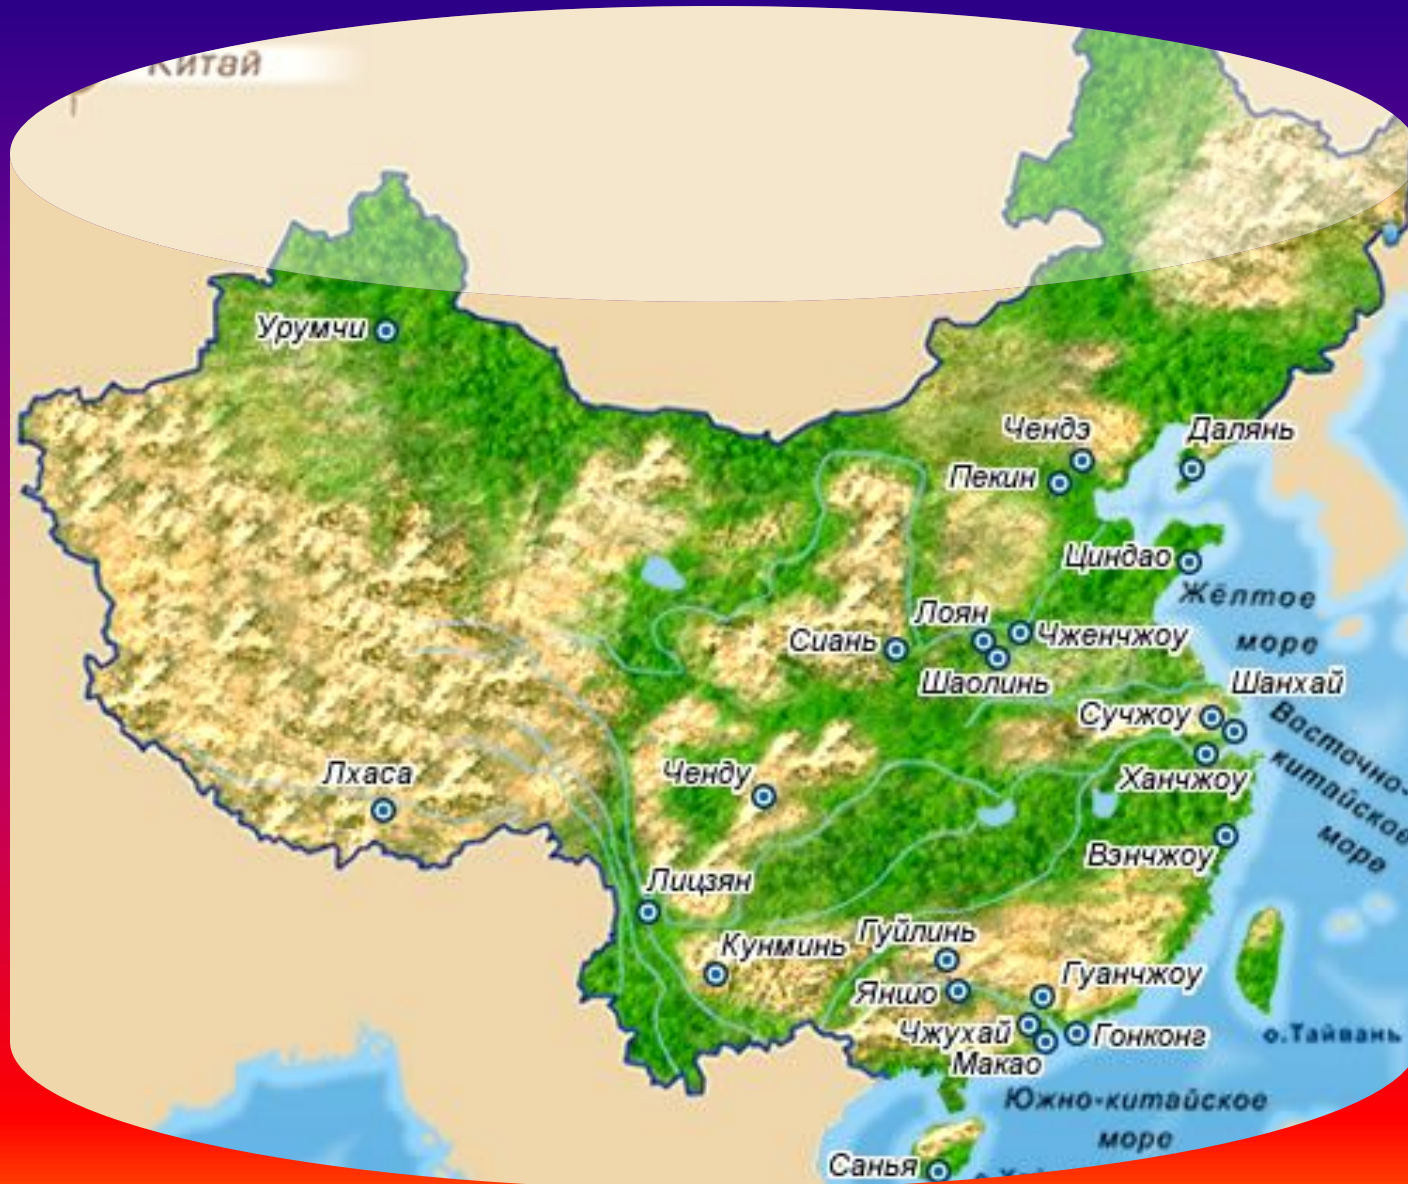 Китай
Урумчи
Чендэ
Далянь
Пекин
Циндао
Жёлтое
море
Лоян
Чженчжоу
Сиань
Шаолинь
Шанхай
Сучжоу
Восточно-
китайское
море
Ханчжоу
Лхаса
Ченду
Вэнчжоу
Лицзян
Кунминь
Гуйлинь
Гуанчжоу
Яншо
Чжухай
Гонконг
о.Тайвань
Макао
Южно-китайское
море
Санья